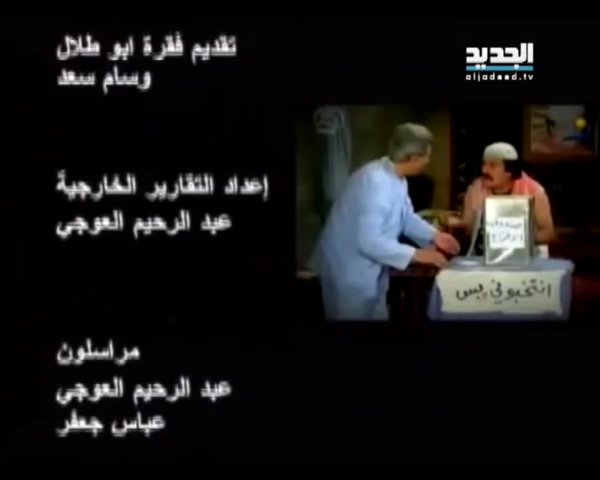 تقديم فقرة ابو طلال
وسام سعد
الجديد
aljadeed.tv
إعداد التقارير الخارجية
عبد الرحيم العوجي
انتخبوني بس
مراسلون
عبد الرحيم العوجي
عباس جعفر